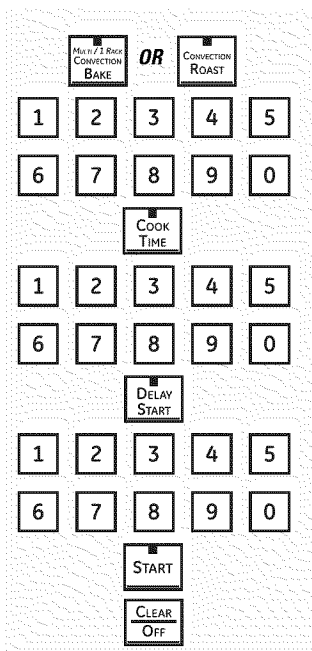 MULTI / 1 RACK
CONVECTION
BAKE
OR
CONVECTION
ROAST
1 2 3 4 5
6 7 8 9 0
COOK
TIME
1 2 3 4 5
6 7 8 9 0
DELAY
START
1 2 3 4 5
6 7 8 9 0
START
CLEAR
OFF